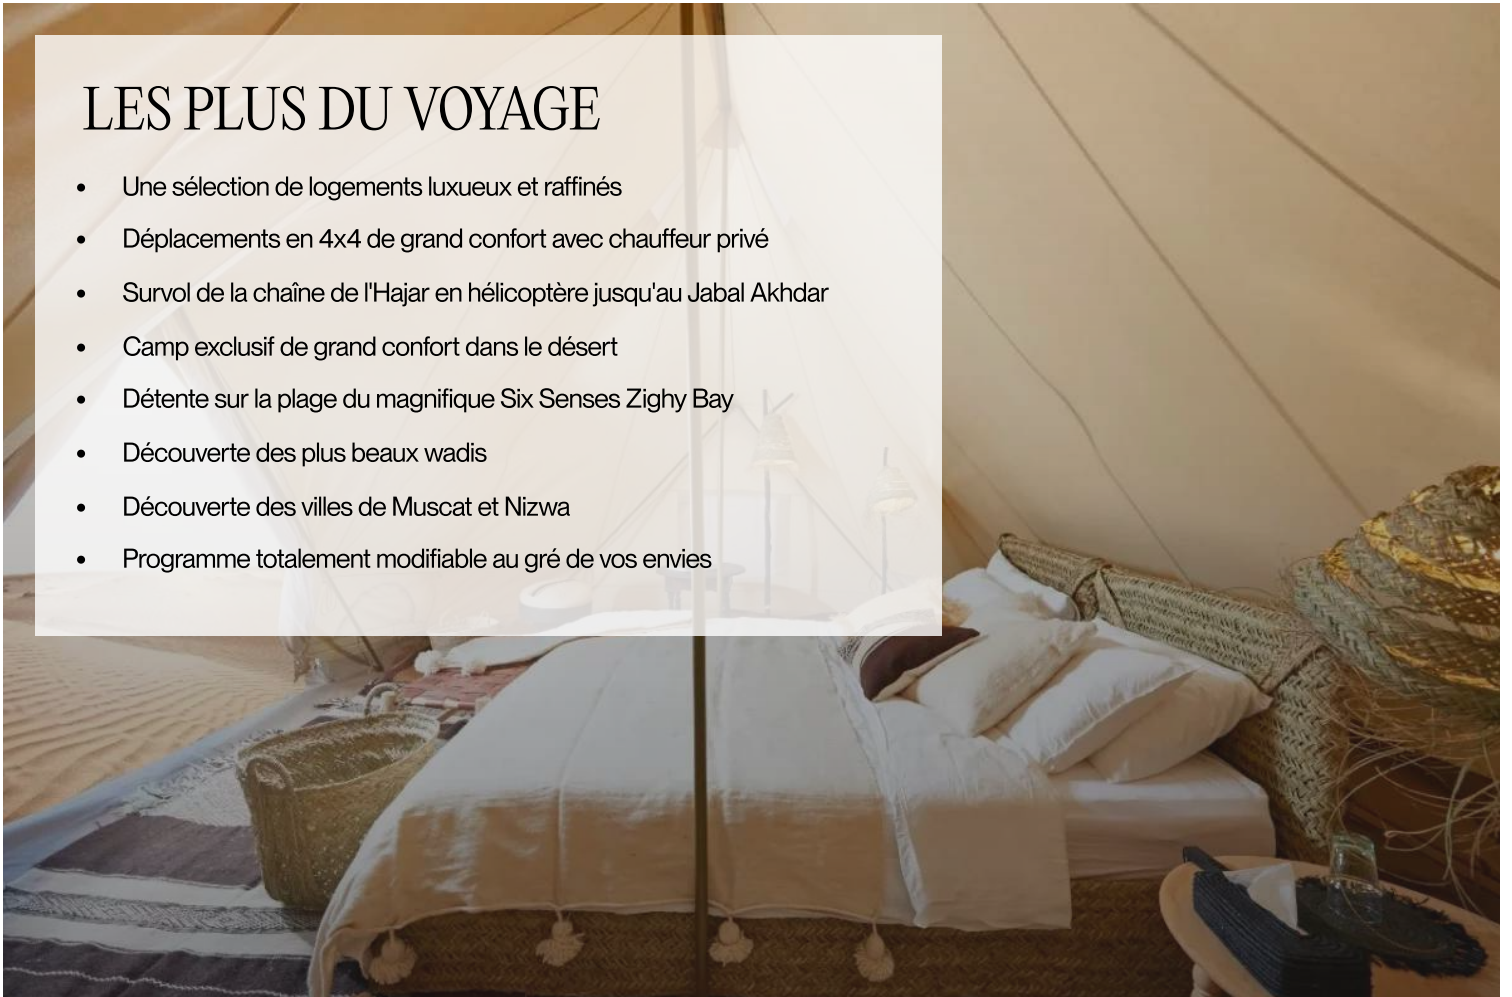 LES PLUS DU VOYAGE
• Une sélection de logements luxueux et raffinés
• Déplacements en 4x4 de grand confort avec chauffeur privé
• Survol de la chaîne de l'Hajar en hélicoptère jusqu'au Jabal Akhdar
• Camp exclusif de grand confort dans le désert
• Détente sur la plage du magnifique Six Senses Zighy Bay
• Découverte des plus beaux wadis
• Découverte des villes de Muscat et Nizwa
• Programme totalement modifiable au gré de vos envies